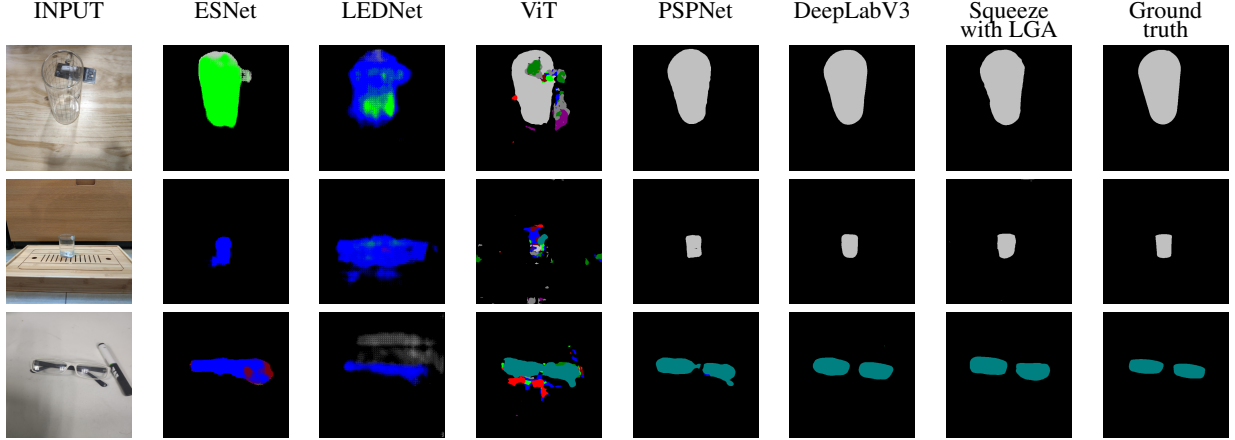 INPUT
ESNet
LEDNet
ViT
PSPNet
DeepLabV3
Squeeze
with LGA
Ground
truth